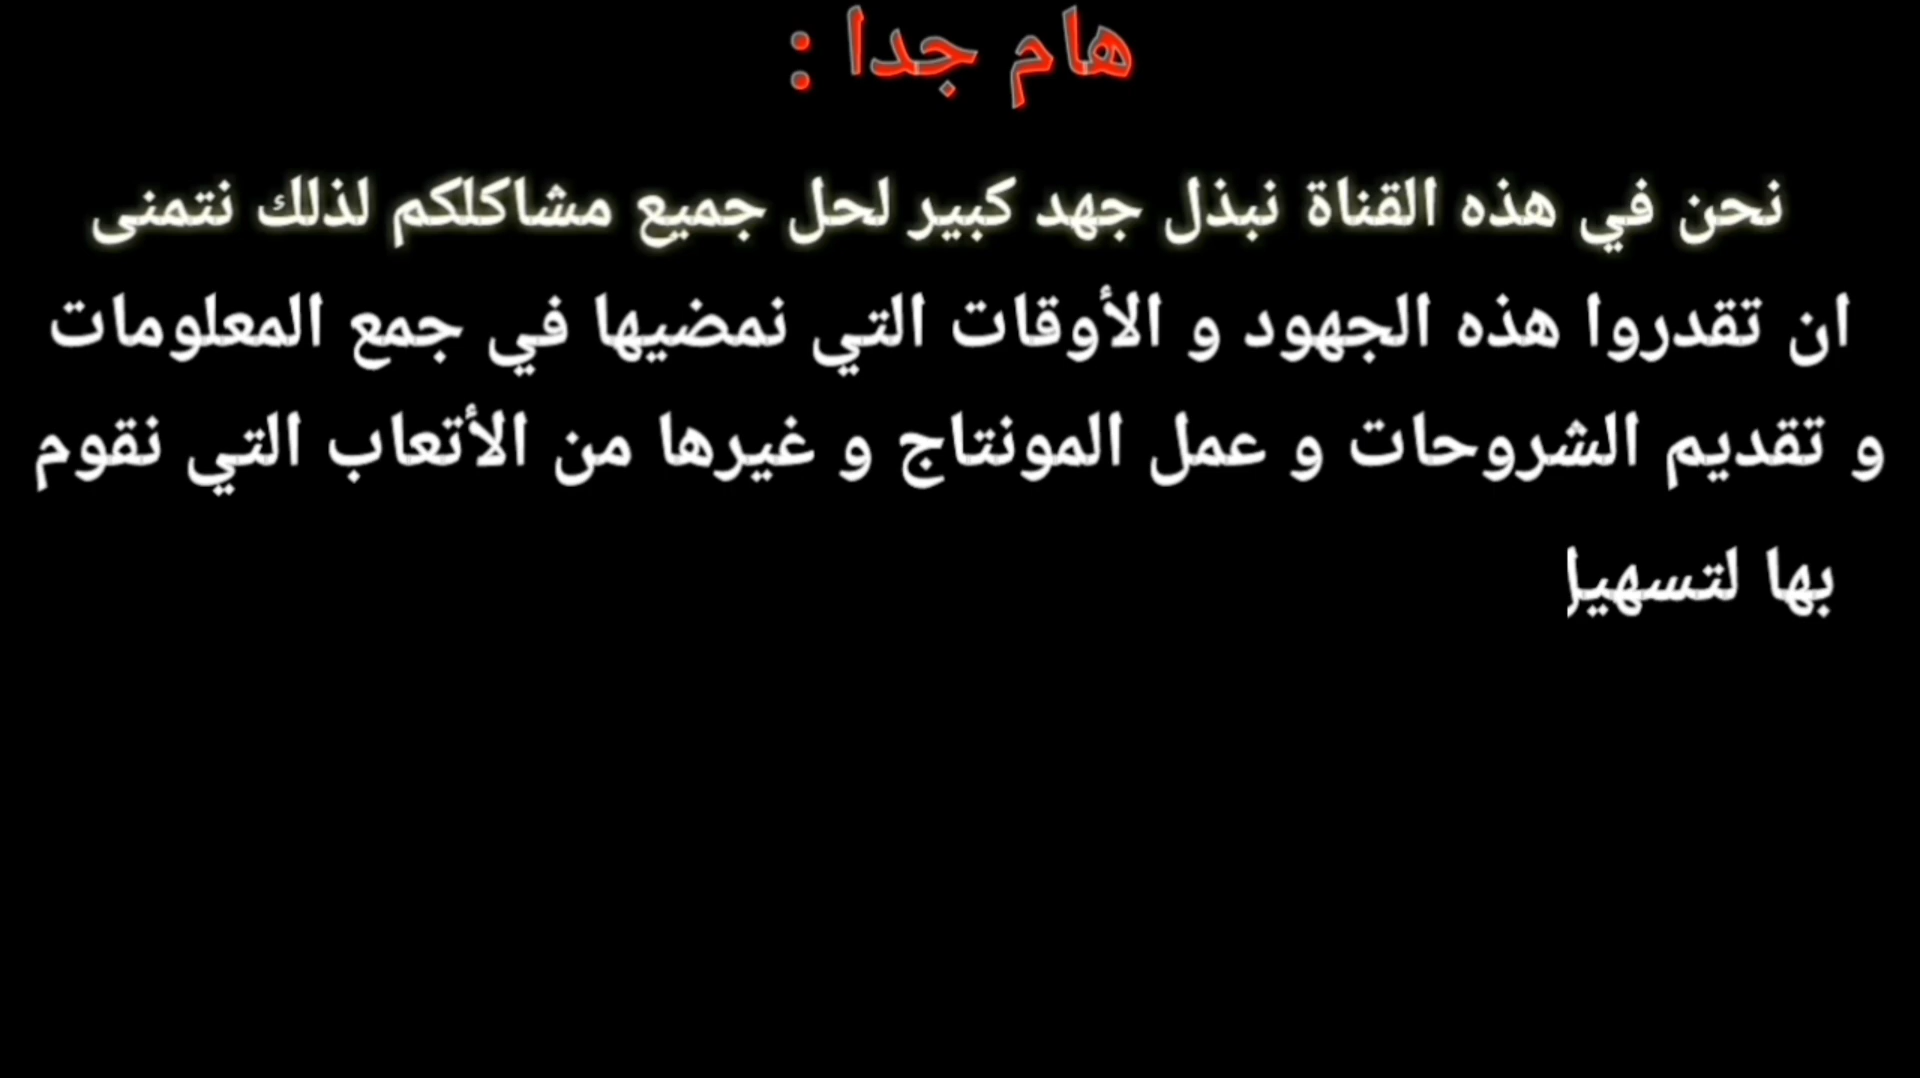 هام جدا :
نحن في هذه القناة نبذل جهد كبير لحل جميع مشاكلكم لذلك نتمنى
ان تقدروا هذه الجهود و الأوقات التي نمضيها في جمع المعلومات
و تقديم الشروحات و عمل المونتاج و غيرها من الأتعاب التي نقوم
بها لتسهيل